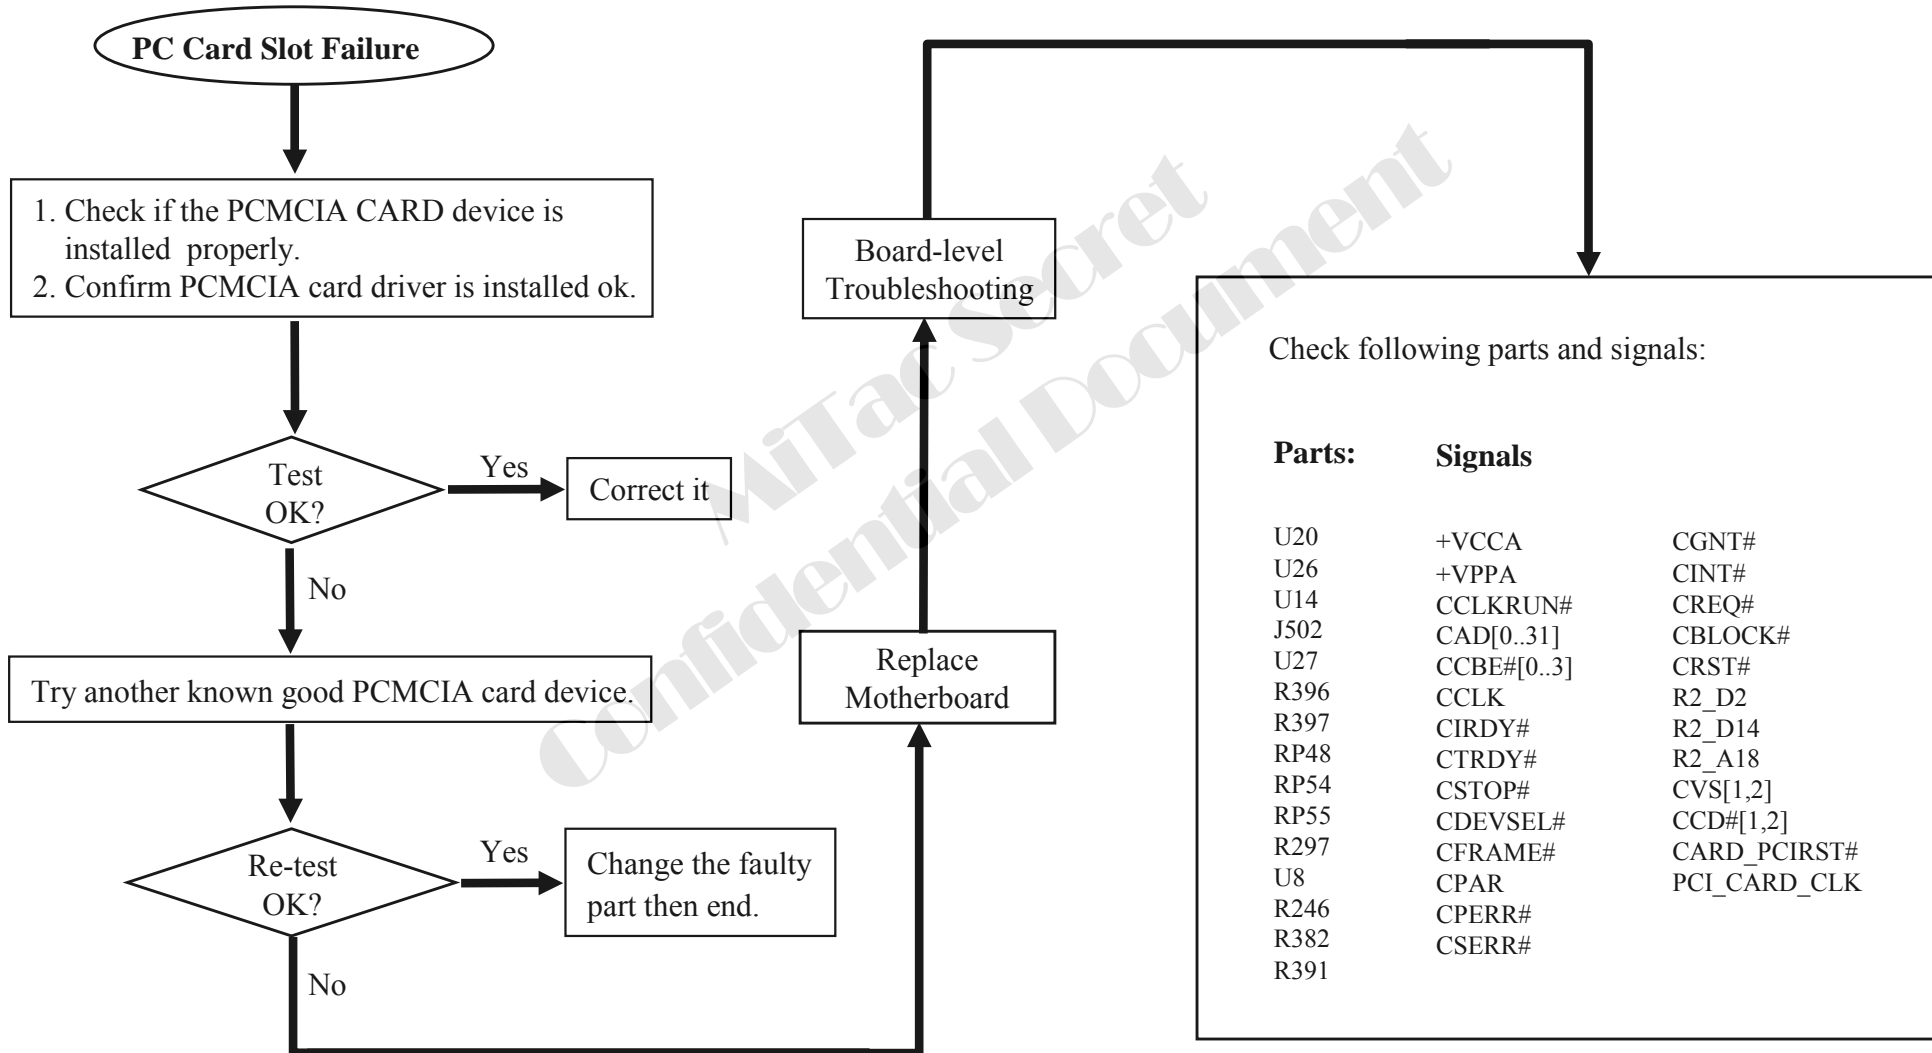 PC Card Slot Failure
1. Check if the PCMCIA CARD device is
installed properly.
2. Confirm PCMCIA card driver is installed ok.
Test
OK?
Yes
Correct it
No
Try another known good PCMCIA card device.
Re-test
OK?
Yes
Change the faulty
part then end.
No
Replace
Motherboard
Board-level
Troubleshooting
Check following parts and signals:
Parts:
U20
U26
U14
J502
U27
R396
R397
RP48
RP54
RP55
R297
U8
R246
R382
R391
Signals
+VCCA
+VPPA
CCLKRUN#
CAD[0..31]
CCBE#[0..3]
CCLK
CIRDY#
CTRDY#
CSTOP#
CDEVSEL#
CFRAME#
CPAR
CPERR#
CSERR#
CGNT#
CINT#
CREQ#
CBLOCK#
CRST#
R2_D2
R2_D14
R2_A18
CVS[1,2]
CCD#[1,2]
CARD_PCIRST#
PCI_CARD_CLK
MiTac Secret
Confidential Document